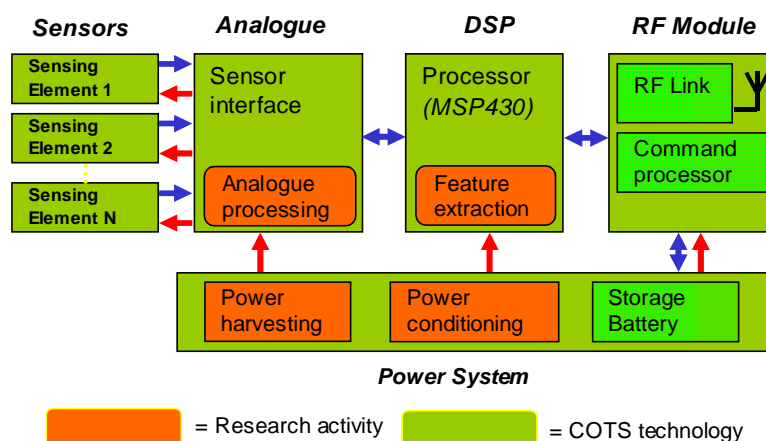 Sensors
Analogue
DSP
RF Module
Sensing
Element 1
Sensing
Element 2
Sensing
Element N
Sensor
interface
Analogue
processing
Processor
(MSP430)
Feature
extraction
RF Link
Command
processor
Power
harvesting
Power
conditioning
Storage
Battery
Power System
= Research activity
= COTS technology